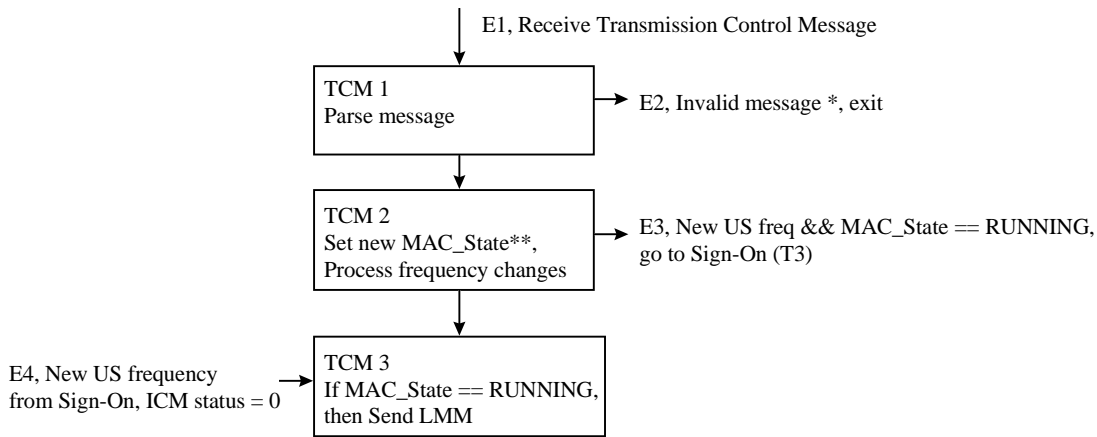 E1, Receive Transmission Control Message
TCM 1
Parse message
E2, Invalid message *, exit
TCM 2
Set new MAC_State**,
Process frequency changes
E3, New US freq && MAC_State == RUNNING,
go to Sign-On (T3)
TCM 3
If MAC_State == RUNNING,
then Send LMM
E4, New US frequency
from Sign-On, ICM status = 0